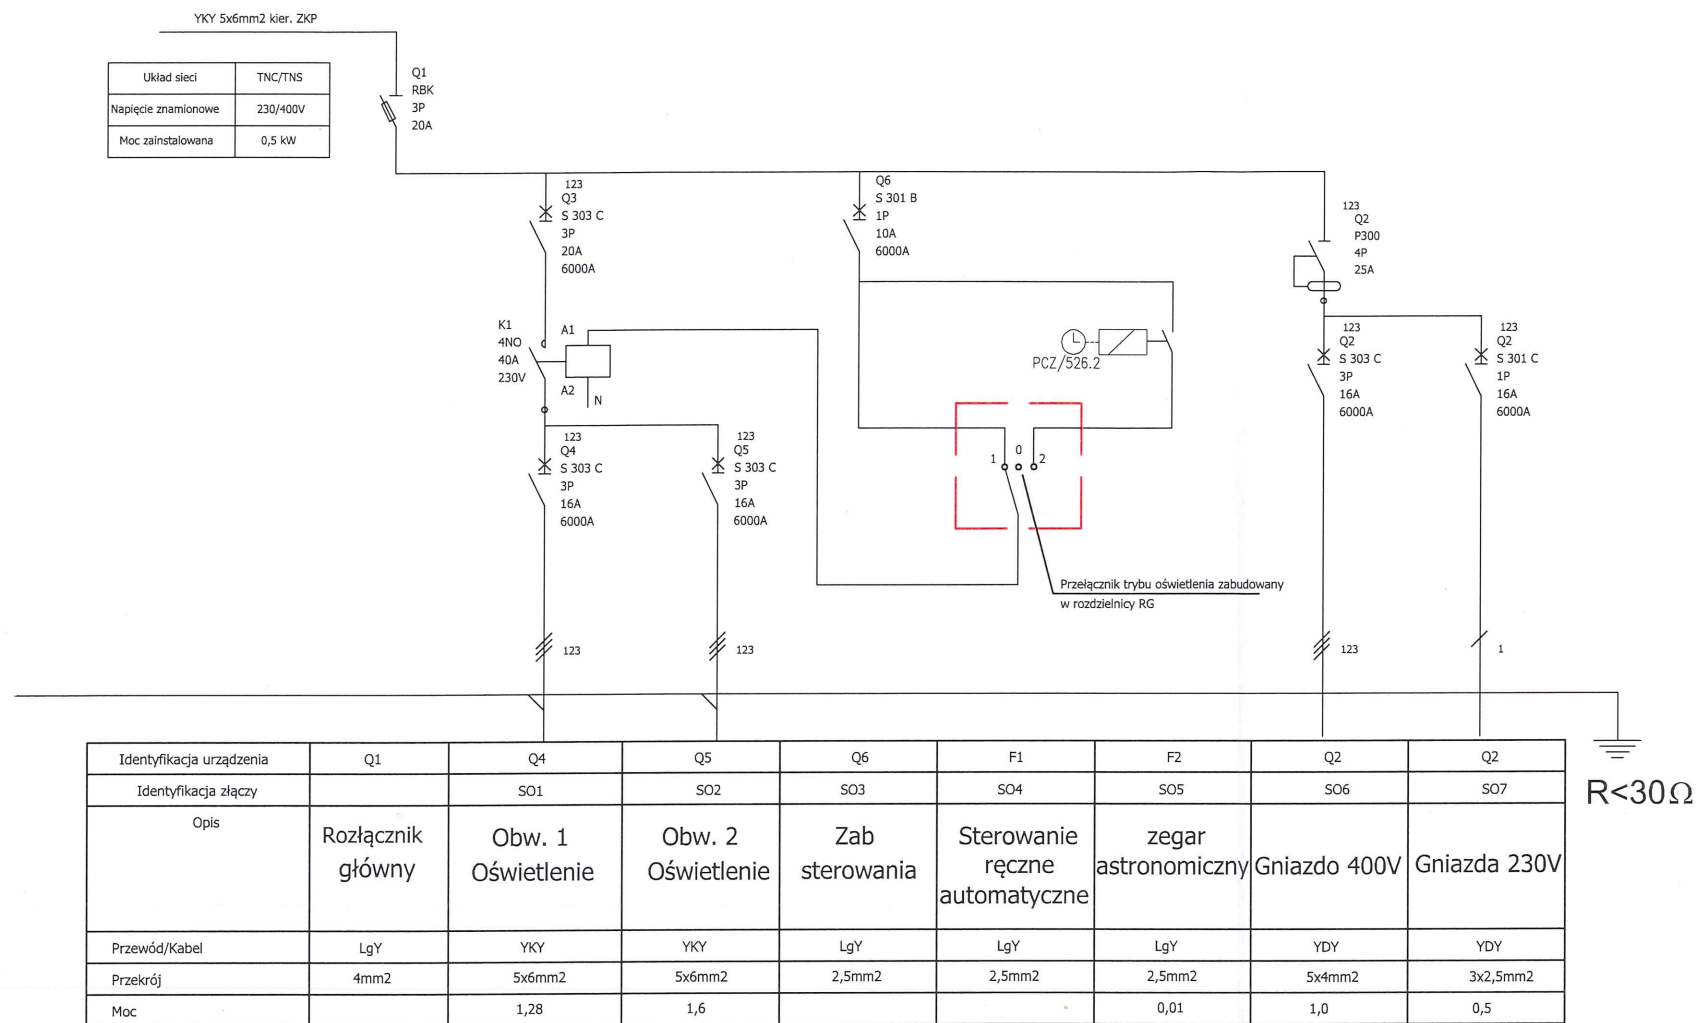 YKY 5x6mm2 kier. ZKP
Układ sieci TNC/TNS
Napięcie znamionowe 230/400V
Moc zainstalowana 0,5 kW
Q1
RBK
3P
20A
123
Q3
S 303 C
3P
20A
6000A
Q6
S 301 B
1P
10A
6000A
123
Q2
P300
4P
25A
K1
4NO
40A
230V
A1
A2
N
PCZ/526.2
123
Q2
S 303 C
3P
16A
6000A
123
Q2
S 301 C
1P
16A
6000A
123
Q4
S 303 C
3P
16A
6000A
123
Q5
S 303 C
3P
16A
6000A
1 0 2
Przełącznik trybu oświetlenia zabudowany
w rozdzielnicy RG
123
123
123
1
R<30Ω
Identyfikacja urządzenia Q1 Q4 Q5 Q6 F1 F2 Q2 Q2
Identyfikacja złączy SO1 SO2 SO3 SO4 SO5 SO6 SO7
Opis
Rozłącznik
główny
Obw. 1
Oświetlenie
Obw. 2
Oświetlenie
Zab
sterowania
Sterowanie
ręczne
automatyczne
zegar
astronomiczny
Gniazdo 400V
Gniazda 230V
Przewód/Kabel LgY YKY YKY LgY LgY LgY YDY YDY
Przekrój 4mm2 5x6mm2 5x6mm2 2,5mm2 2,5mm2 2,5mm2 5x4mm2 3x2,5mm2
Moc 1,28 1,6 0,01 1,0 0,5